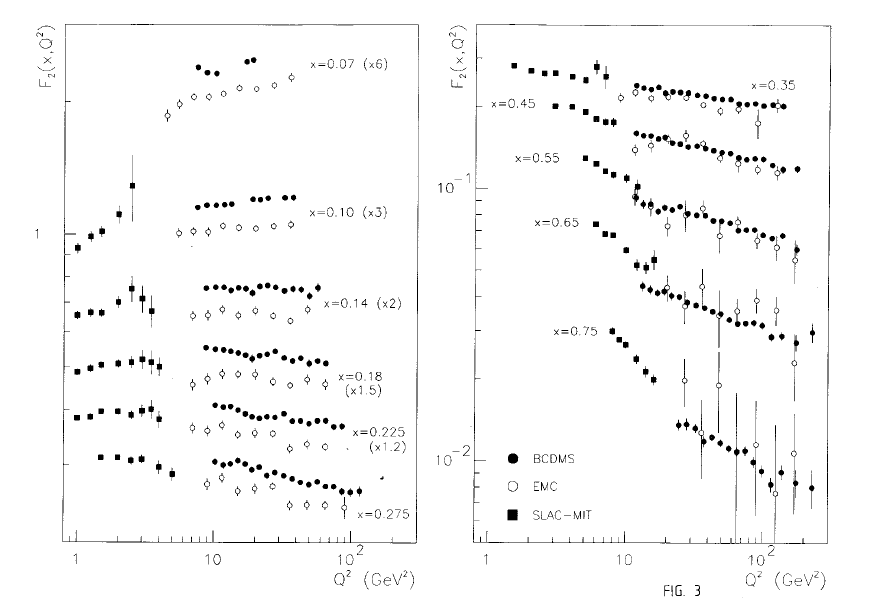 F2(x,Q²)
x=0.07 (x6)
1
x=0.10 (x3)
x=0.14 (x2)
x=0.18
(x1.5)
x=0.225
(x1.2)
x=0.275
1
10
10²
Q² (GeV²)
F2(x,Q²)
x=0.35
x=0.45
x=0.55
10⁻¹
x=0.65
x=0.75
10⁻²
BCDMS
EMC
SLAC-MIT
1
10
10²
Q² (GeV²)
FIG. 3